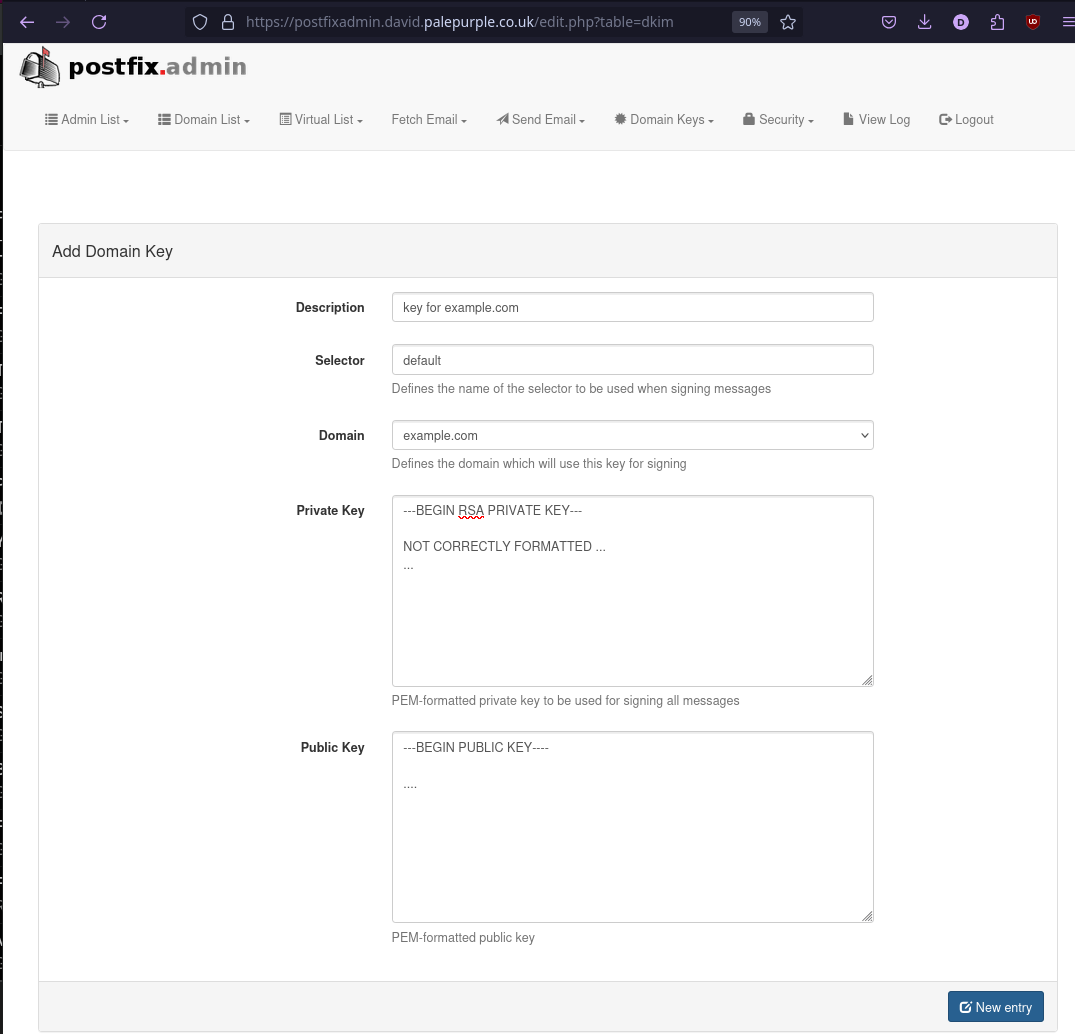 https://postfixadmin.david.palepurple.co.uk/edit.php?table=dkim 90% D UD
postfix.admin
Admin List Domain List Virtual List Fetch Email Send Email Domain Keys Security View Log Logout
Add Domain Key
Description key for example.com
Selector default
Defines the name of the selector to be used when signing messages
Domain example.com
Defines the domain which will use this key for signing
Private Key ---BEGIN RSA PRIVATE KEY---
NOT CORRECTLY FORMATTED ...
...
PEM-formatted private key to be used for signing all messages
Public Key ---BEGIN PUBLIC KEY----
....
PEM-formatted public key
New entry